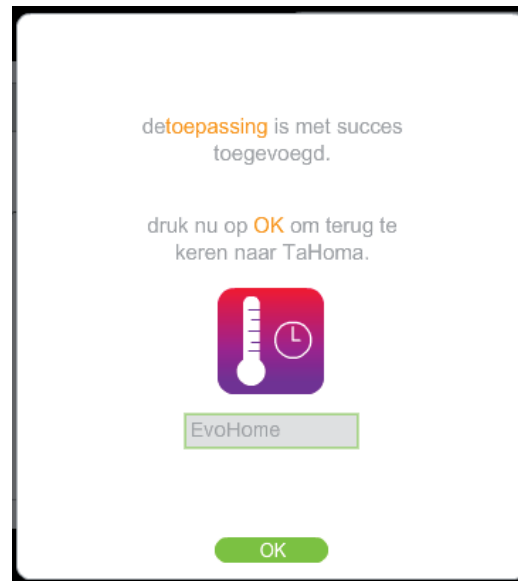 detoepassing is met succes
toegevoegd.
druk nu op OK om terug te
keren naar TaHoma.
EvoHome
OK